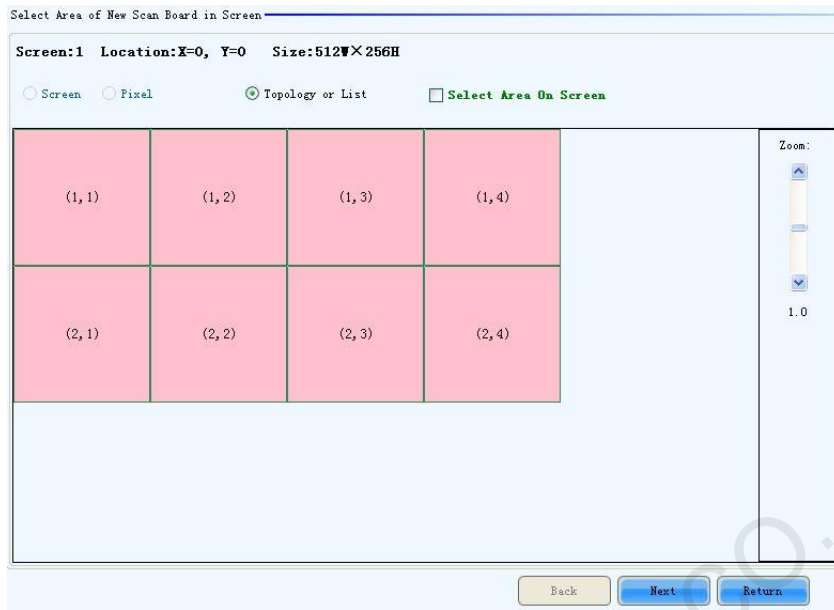 Select Area of New Scan Board in Screen
Screen:1 Location:X=0, Y=0 Size:512W×256H
Screen Pixel Topology or List Select Area On Screen
Zoom:
(1,1) (1,2) (1,3) (1,4)
1.0
(2,1) (2,2) (2,3) (2,4)
Back Next Return